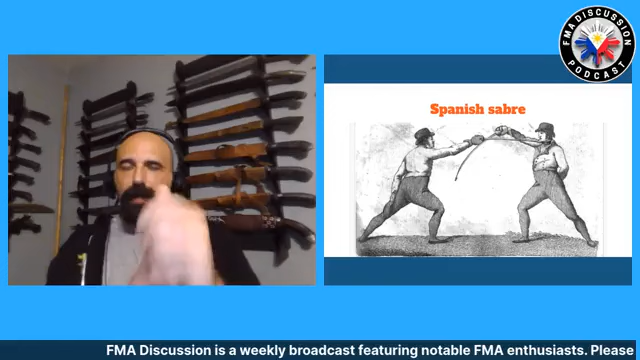 FMA DISCUSSION
PODCAST
Spanish sabre
FMA Discussion is a weekly broadcast featuring notable FMA enthusiasts. Please